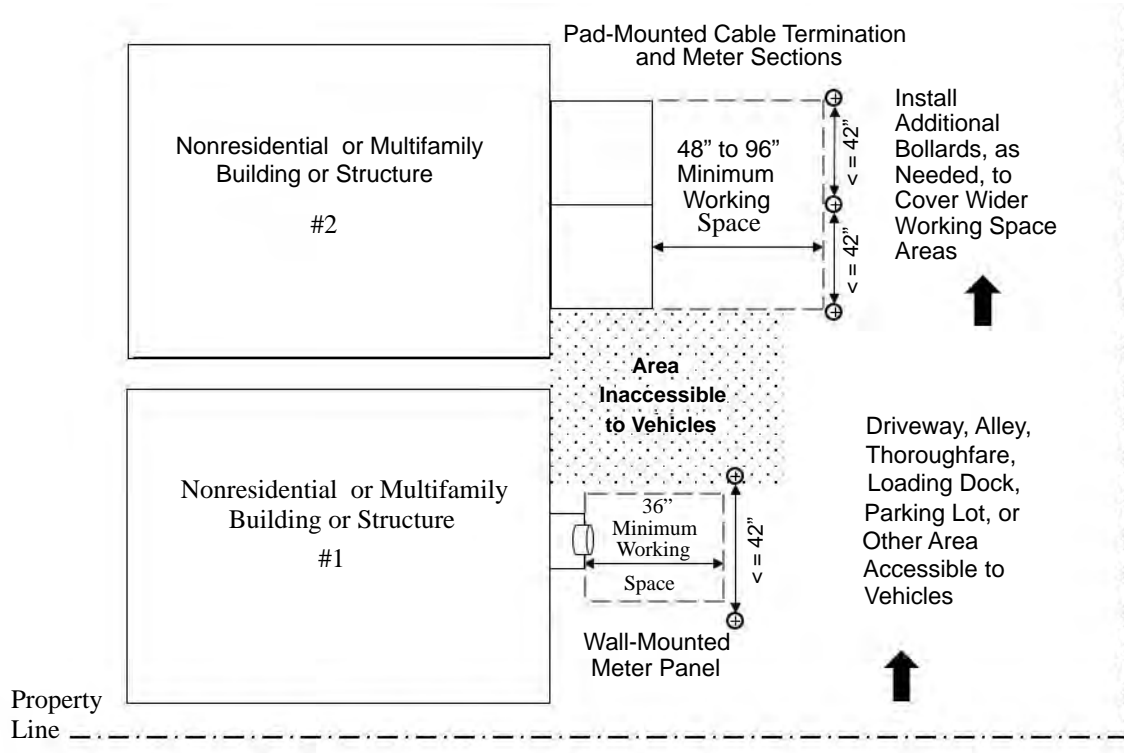 Pad-Mounted Cable Termination
and Meter Sections
Nonresidential or Multifamily
Building or Structure
#2
48” to 96”
Minimum
Working
Space
< = 42”
< = 42”
Install
Additional
Bollards, as
Needed, to
Cover Wider
Working Space
Areas
Area
Inaccessible
to Vehicles
Nonresidential or Multifamily
Building or Structure
#1
36”
Minimum
Working
Space
< = 42”
Wall-Mounted
Meter Panel
Driveway, Alley,
Thoroughfare,
Loading Dock,
Parking Lot, or
Other Area
Accessible to
Vehicles
Property
Line